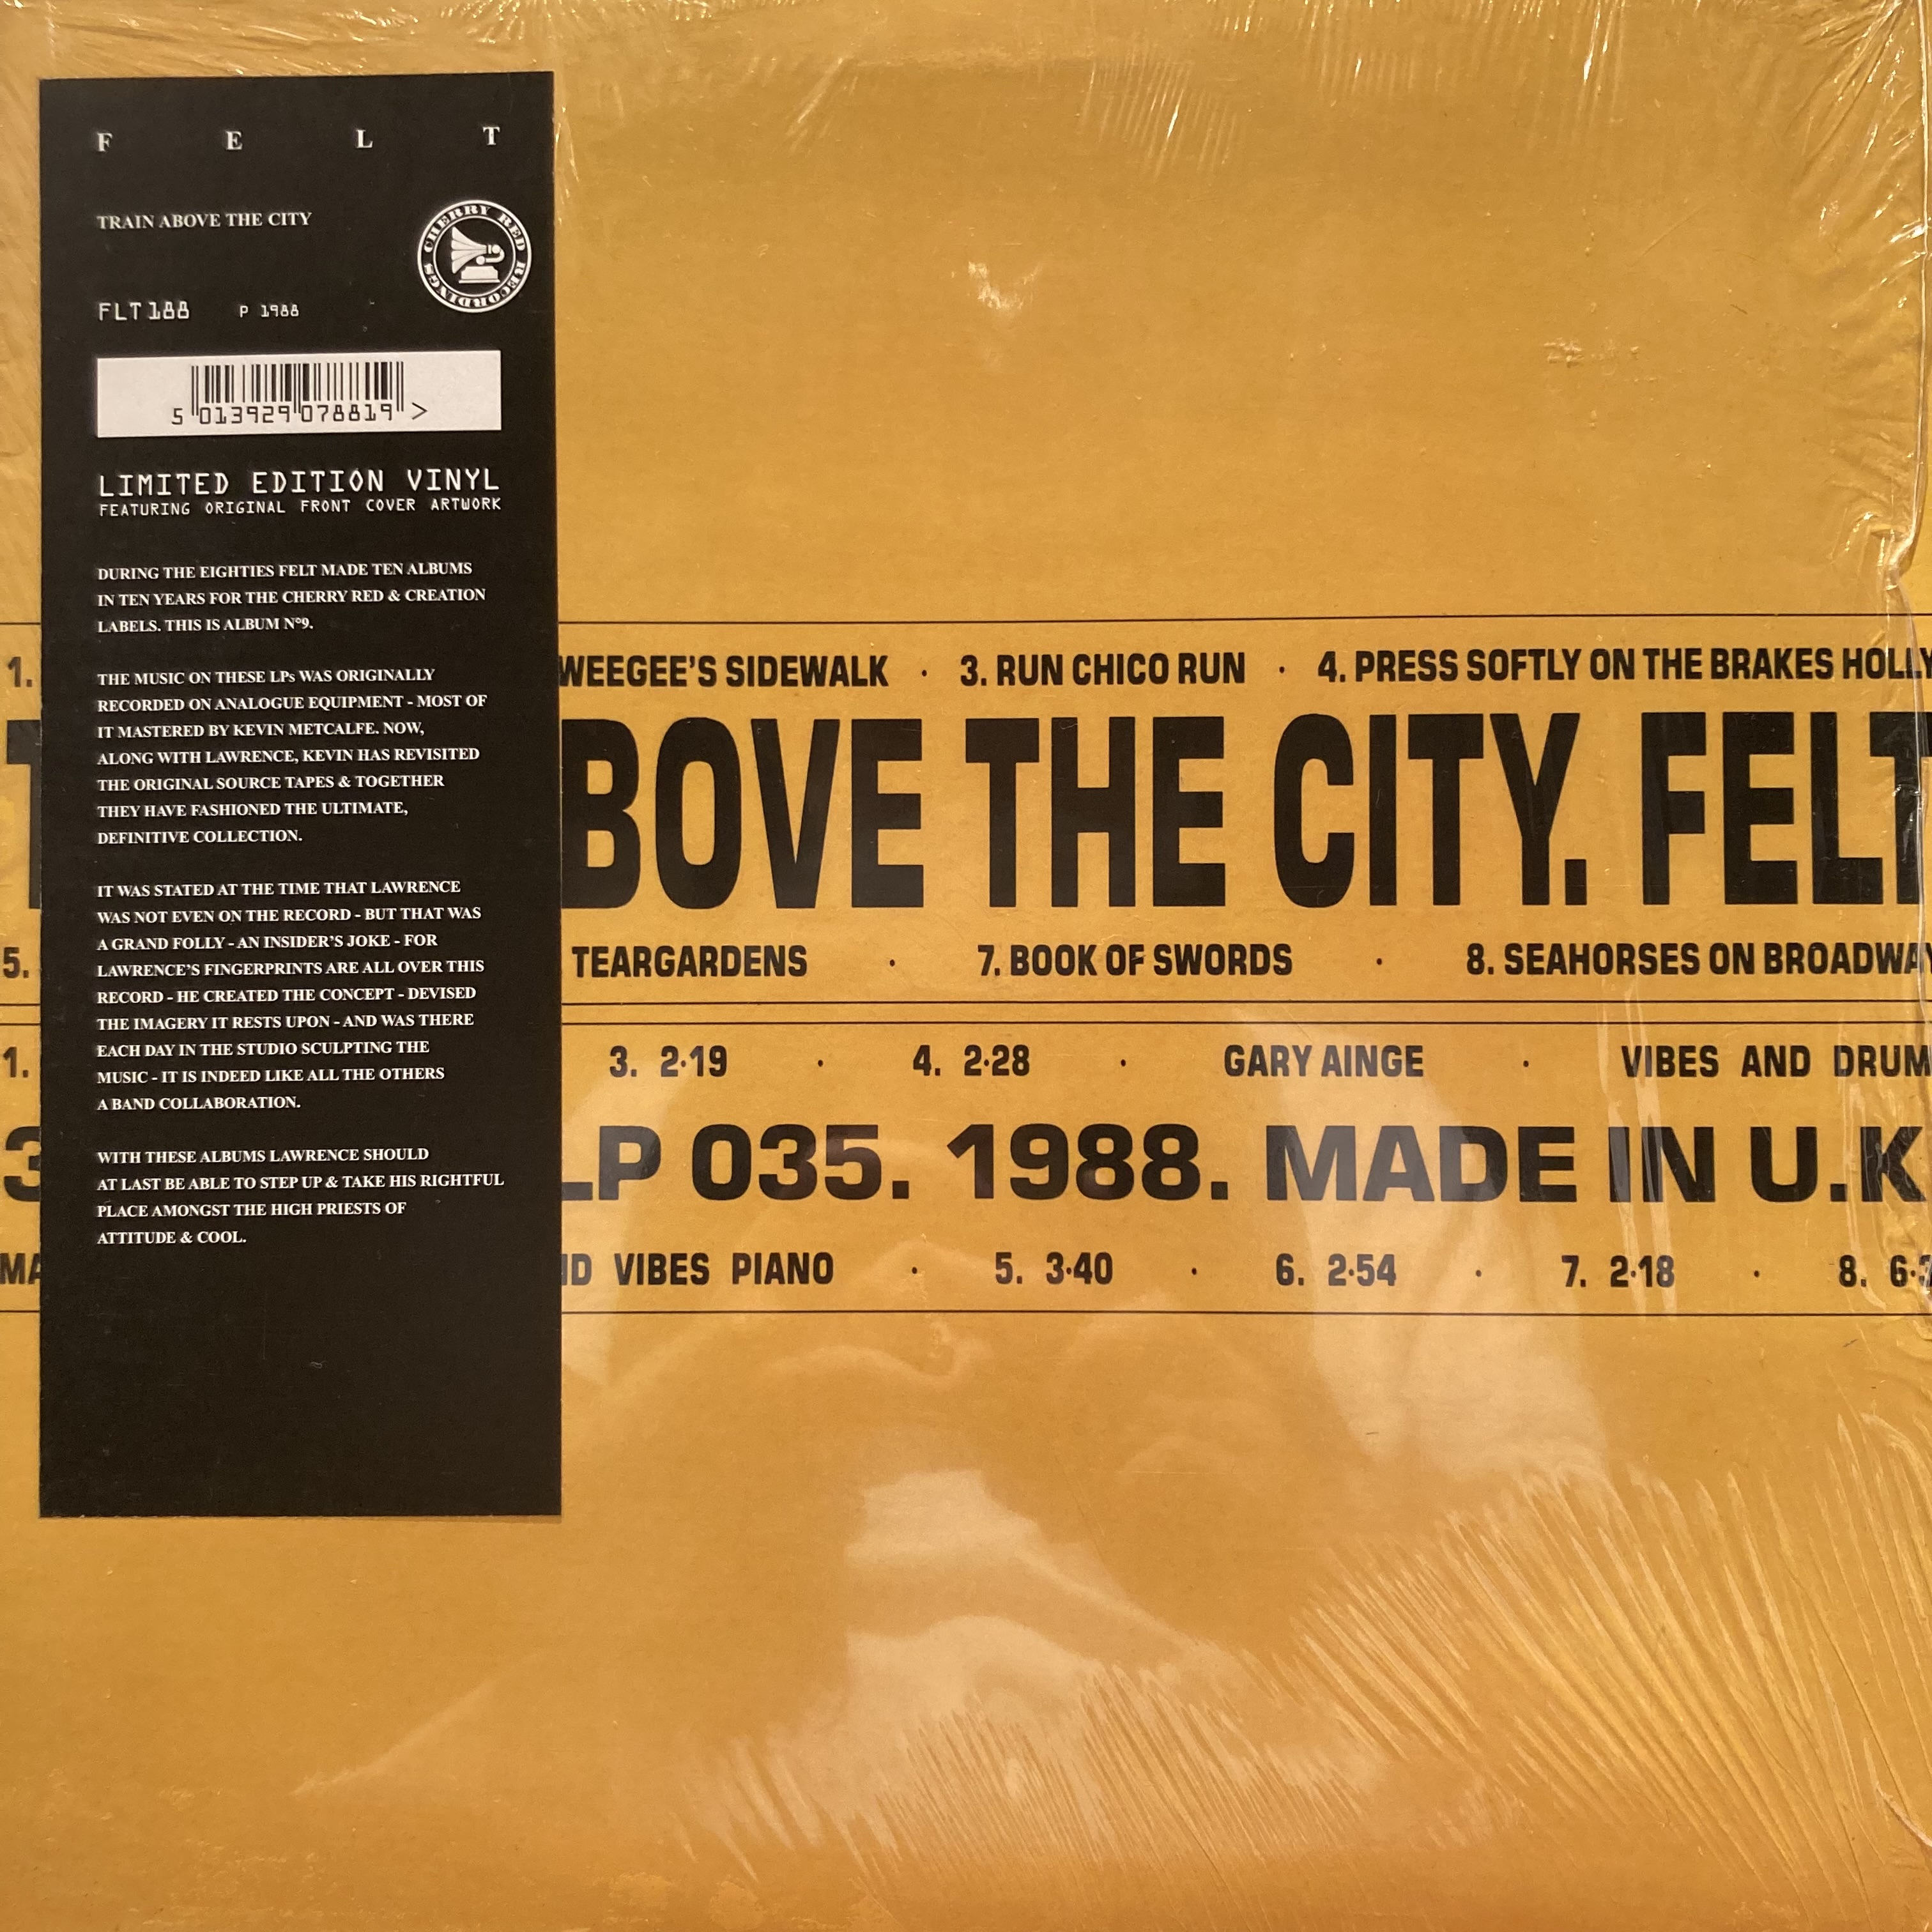 F E L T
TRAIN ABOVE THE CITY
CHERRY RED RECORDINGS
FLT 188 P 1988
5 013929 078819 >
LIMITED EDITION VINYL
FEATURING ORIGINAL FRONT COVER ARTWORK
DURING THE EIGHTIES FELT MADE TEN ALBUMS
IN TEN YEARS FOR THE CHERRY RED & CREATION
LABELS. THIS IS ALBUM Nº9.
THE MUSIC ON THESE LPs WAS ORIGINALLY
RECORDED ON ANALOGUE EQUIPMENT - MOST OF
IT MASTERED BY KEVIN METCALFE. NOW,
ALONG WITH LAWRENCE, KEVIN HAS REVISITED
THE ORIGINAL SOURCE TAPES & TOGETHER
THEY HAVE FASHIONED THE ULTIMATE,
DEFINITIVE COLLECTION.
IT WAS STATED AT THE TIME THAT LAWRENCE
WAS NOT EVEN ON THE RECORD - BUT THAT WAS
A GRAND FOLLY - AN INSIDER'S JOKE - FOR
LAWRENCE'S FINGERPRINTS ARE ALL OVER THIS
RECORD - HE CREATED THE CONCEPT - DEVISED
THE IMAGERY IT RESTS UPON - AND WAS THERE
EACH DAY IN THE STUDIO SCULPTING THE
MUSIC - IT IS INDEED LIKE ALL THE OTHERS
A BAND COLLABORATION.
WITH THESE ALBUMS LAWRENCE SHOULD
AT LAST BE ABLE TO STEP UP & TAKE HIS RIGHTFUL
PLACE AMONGST THE HIGH PRIESTS OF
ATTITUDE & COOL.
1. WEEGEE'S SIDEWALK · 3. RUN CHICO RUN · 4. PRESS SOFTLY ON THE BRAKES HOLLY
BOVE THE CITY. FELT
5. TEARGARDENS · 7. BOOK OF SWORDS · 8. SEAHORSES ON BROADWAY
1. 3. 2·19 · 4. 2·28 · GARY AINGE · VIBES AND DRUM
3 LP 035. 1988. MADE IN U.K
MA ND VIBES PIANO · 5. 3·40 · 6. 2·54 · 7. 2·18 · 8.